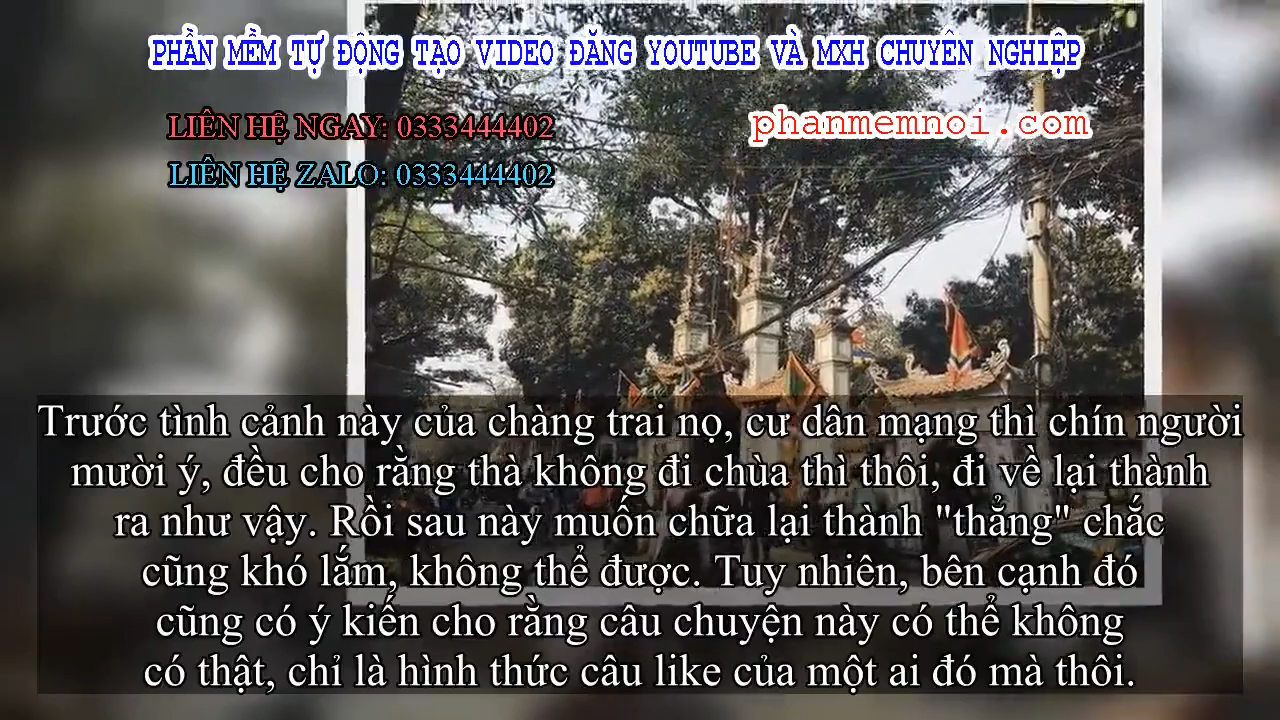 PHẦN MỀM TỰ ĐỘNG TẠO VIDEO ĐĂNG YOUTUBE VÀ MXH CHUYÊN NGHIỆP
LIÊN HỆ NGAY: 0333444402
phanmemnoi.com
LIÊN HỆ ZALO: 0333444402
Trước tình cảnh này của chàng trai nọ, cư dân mạng thì chín người
mười ý, đều cho rằng thà không đi chùa thì thôi, đi về lại thành
ra như vậy. Rồi sau này muốn chữa lại thành "thẳng" chắc
cũng khó lắm, không thể được. Tuy nhiên, bên cạnh đó
cũng có ý kiến cho rằng câu chuyện này có thể không
có thật, chỉ là hình thức câu like của một ai đó mà thôi.